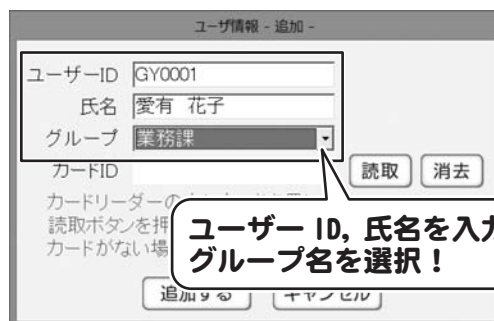 ユーザ情報 - 追加 -
ユーザーID GY0001
氏名 愛有 花子
グループ 業務課
カードID 読取 消去
カードリーダーの
読取ボタンを押
カードがない場
ユーザー ID, 氏名を入力
グループ名を選択！
追加する キャンセル